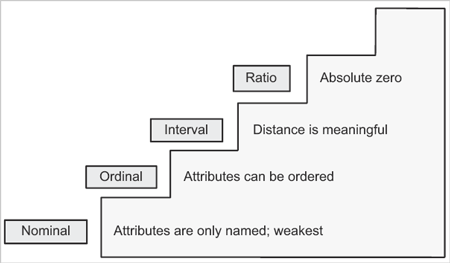 Ratio
Absolute zero
Interval
Distance is meaningful
Ordinal
Attributes can be ordered
Nominal
Attributes are only named; weakest